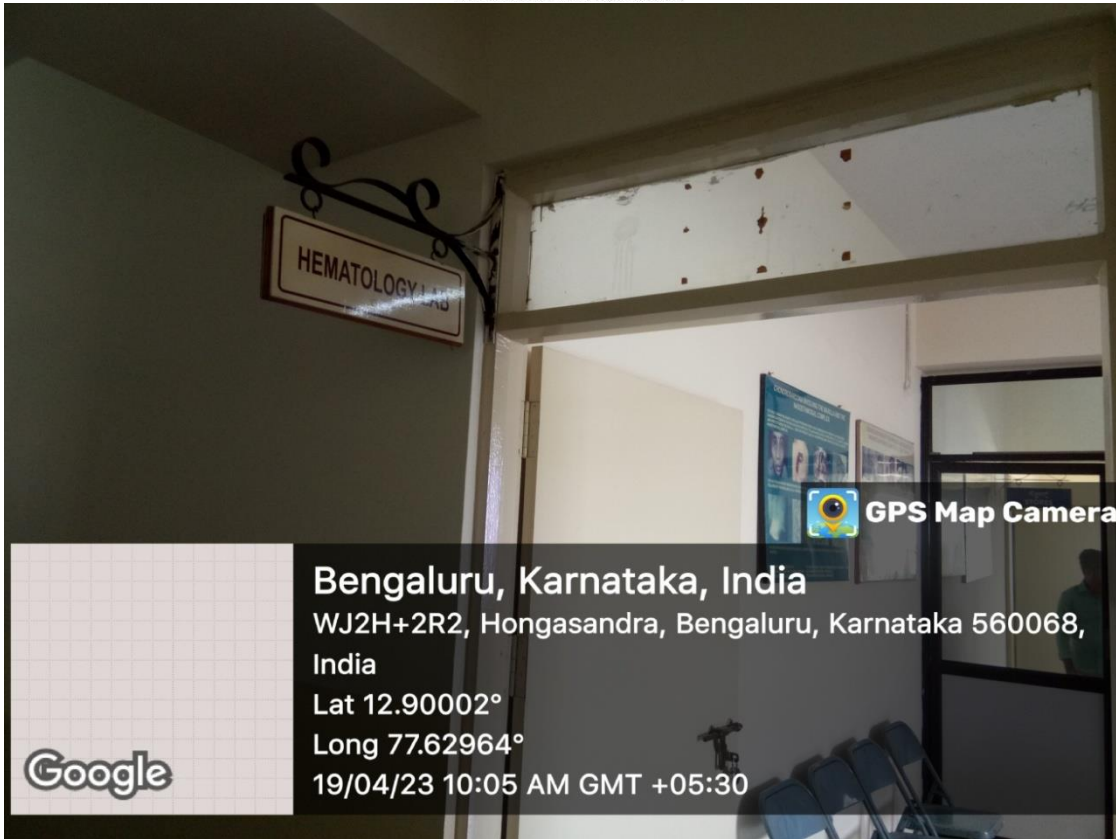 HEMATOLOGY LAB
GPS Map Camera
Bengaluru, Karnataka, India
WJ2H+2R2, Hongasandra, Bengaluru, Karnataka 560068,
India
Lat 12.90002°
Long 77.62964°
19/04/23 10:05 AM GMT +05:30
Google